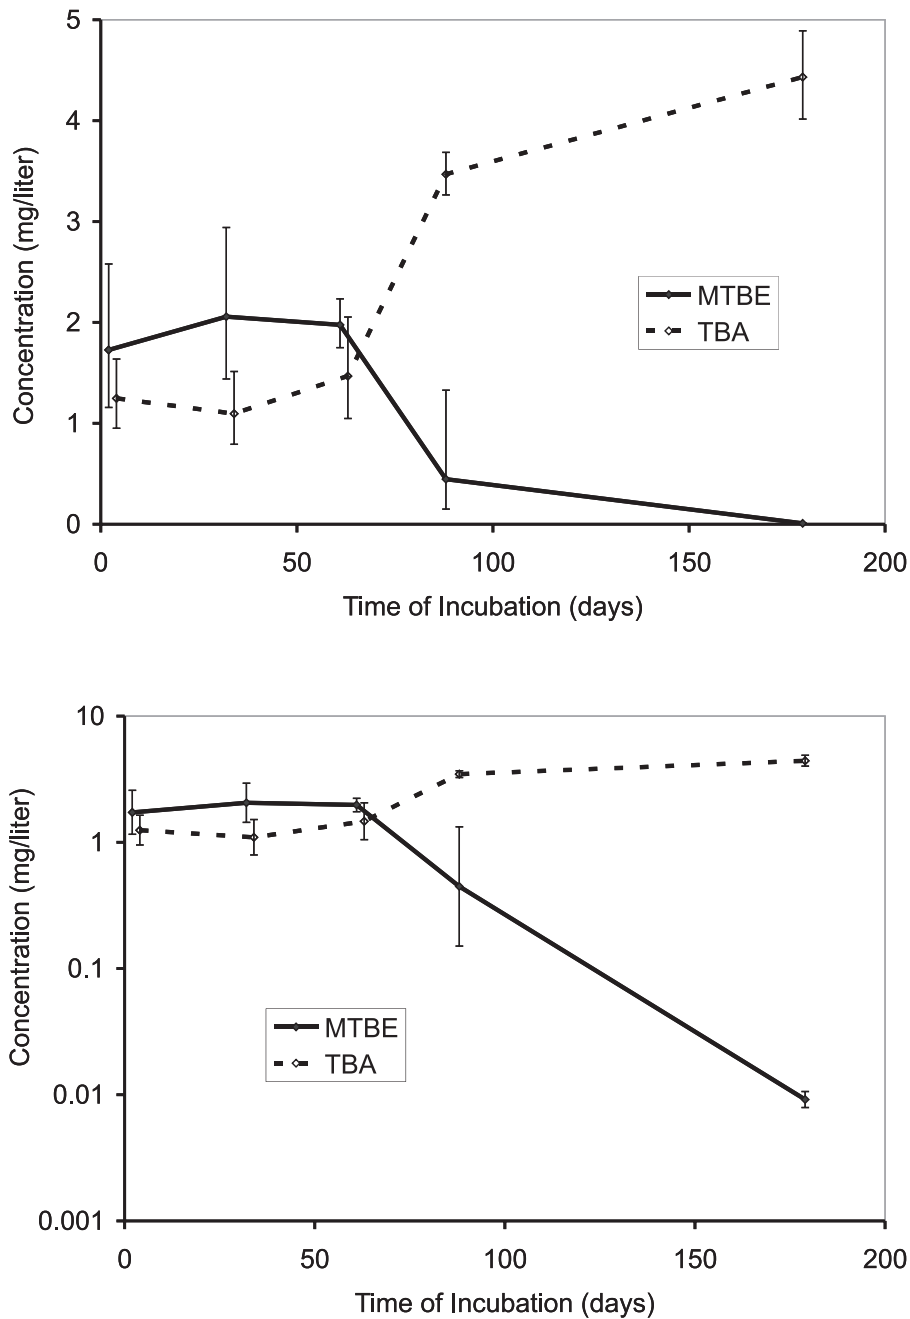 5
4
3
2
1
0
Concentration (mg/liter)
MTBE
TBA
0 50 100 150 200
Time of Incubation (days)
10
1
0.1
0.01
0.001
Concentration (mg/liter)
MTBE
TBA
0 50 100 150 200
Time of Incubation (days)